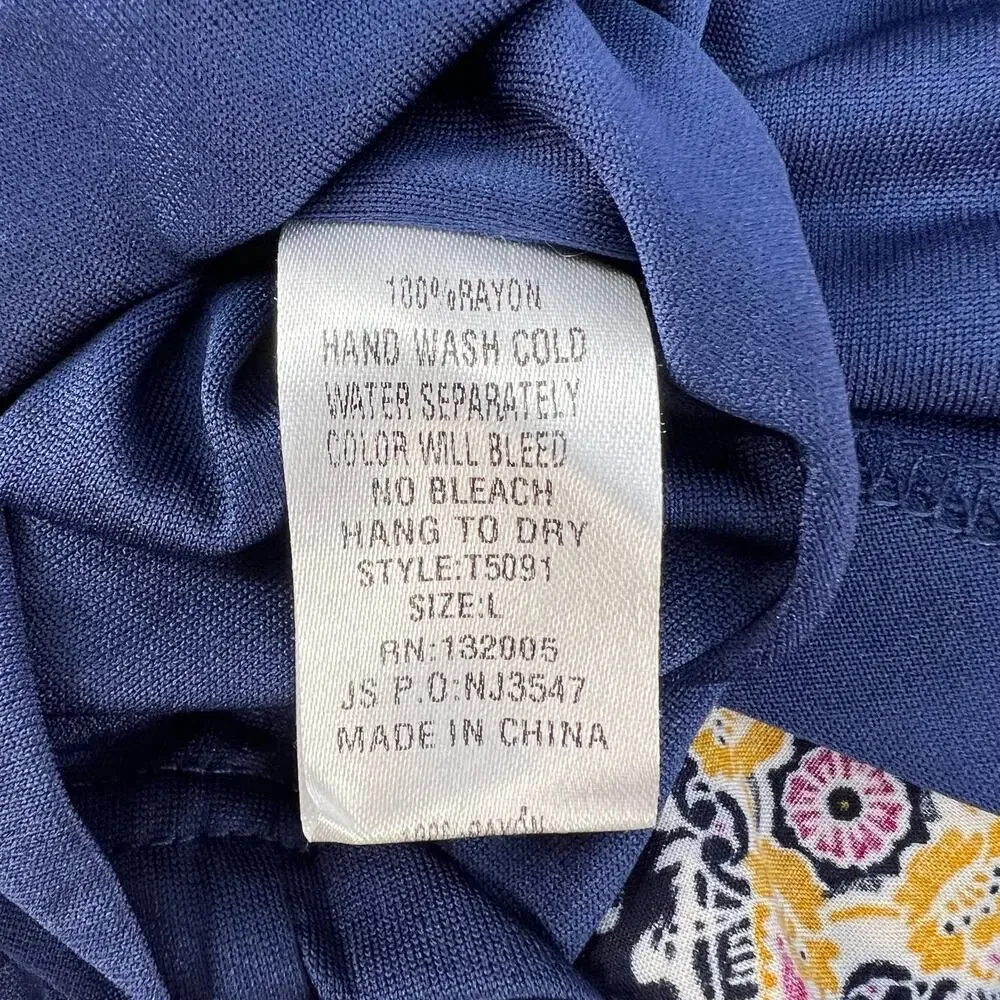 100%RAYON
HAND WASH COLD
WATER SEPARATELY
COLOR WILL BLEED
NO BLEACH
HANG TO DRY
STYLE:T5091
SIZE:L
RN:132005
JS P.O:NJ3547
MADE IN CHINA
RAYON